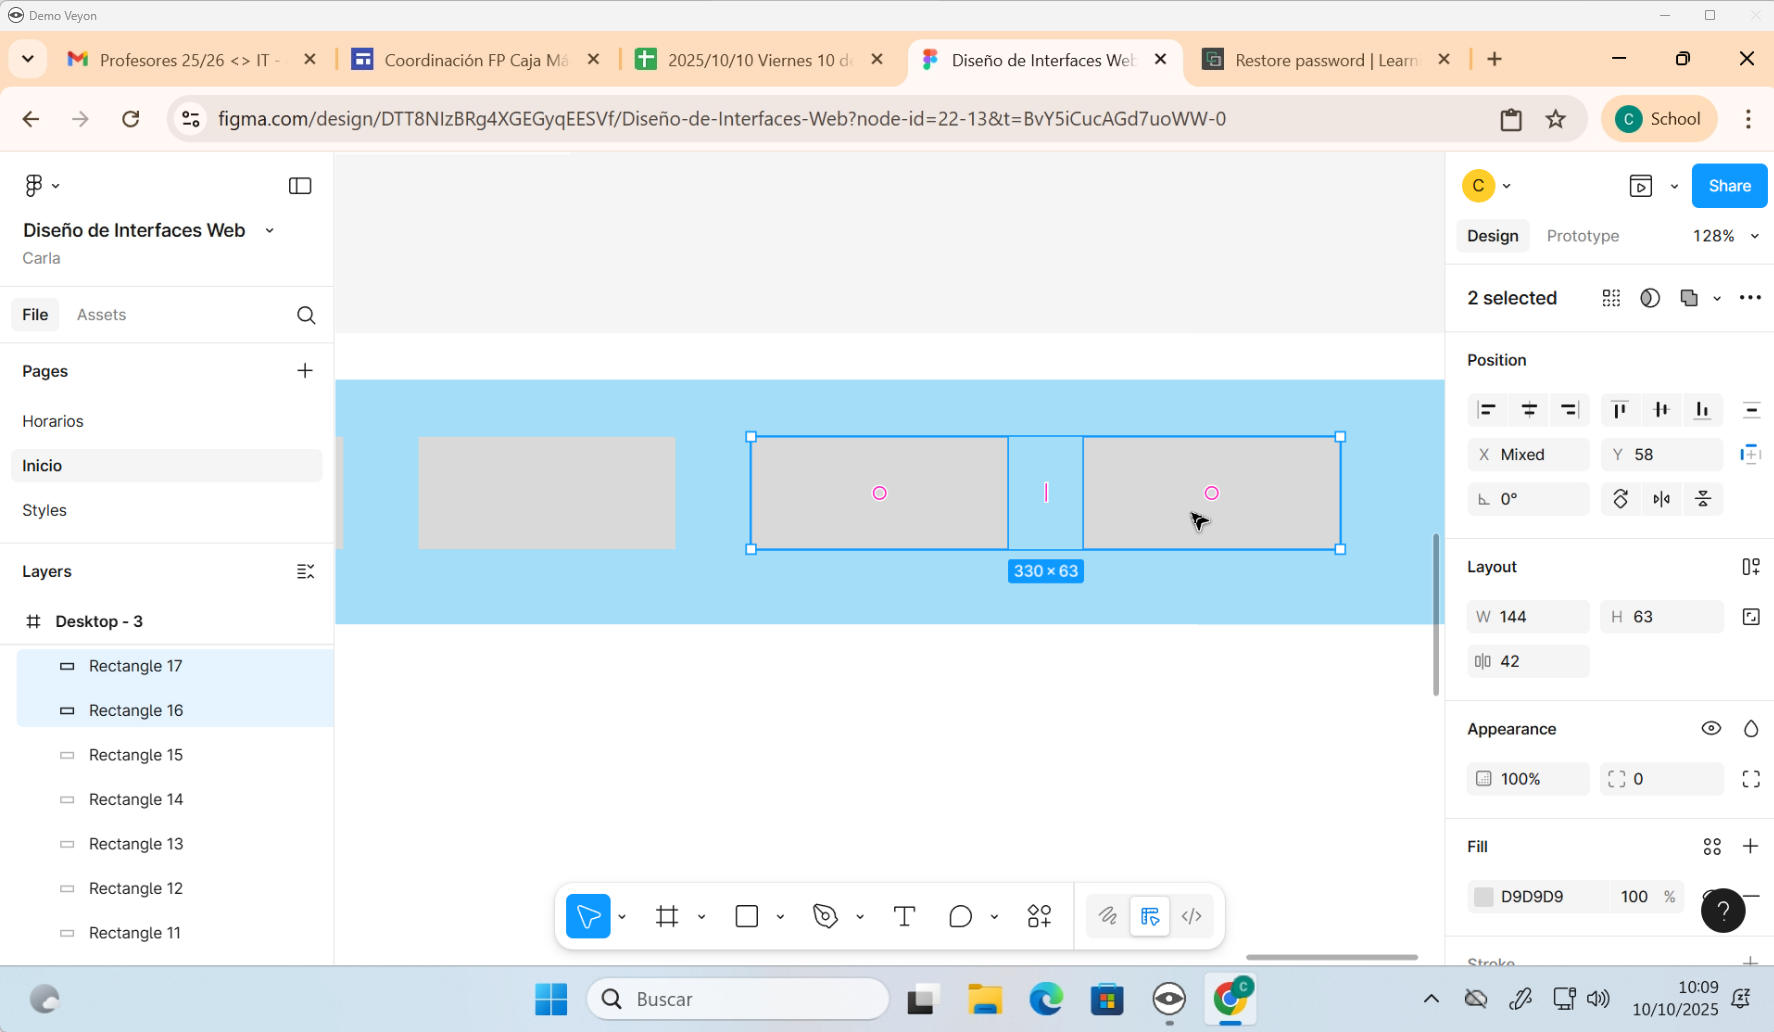 Demo Veyon
Profesores 25/26 <> IT -
Coordinación FP Caja Má
2025/10/10 Viernes 10 d
Diseño de Interfaces Web
Restore password | Learni
figma.com/design/DTT8NIzBRg4XGEGyqEESVf/Diseño-de-Interfaces-Web?node-id=22-13&t=BvY5iCucAGd7uoWW-0
C School
C
Share
Diseño de Interfaces Web
Carla
Design Prototype 128%
File Assets
2 selected
Pages
Horarios
Inicio
Styles
Position
X Mixed Y 58
0°
Layers
Desktop - 3
Rectangle 17
Rectangle 16
Rectangle 15
Rectangle 14
Rectangle 13
Rectangle 12
Rectangle 11
330 × 63
Layout
W 144 H 63
42
Appearance
100% 0
Fill
D9D9D9 100 %
?
Stroke
Buscar
C
10:09
10/10/2025